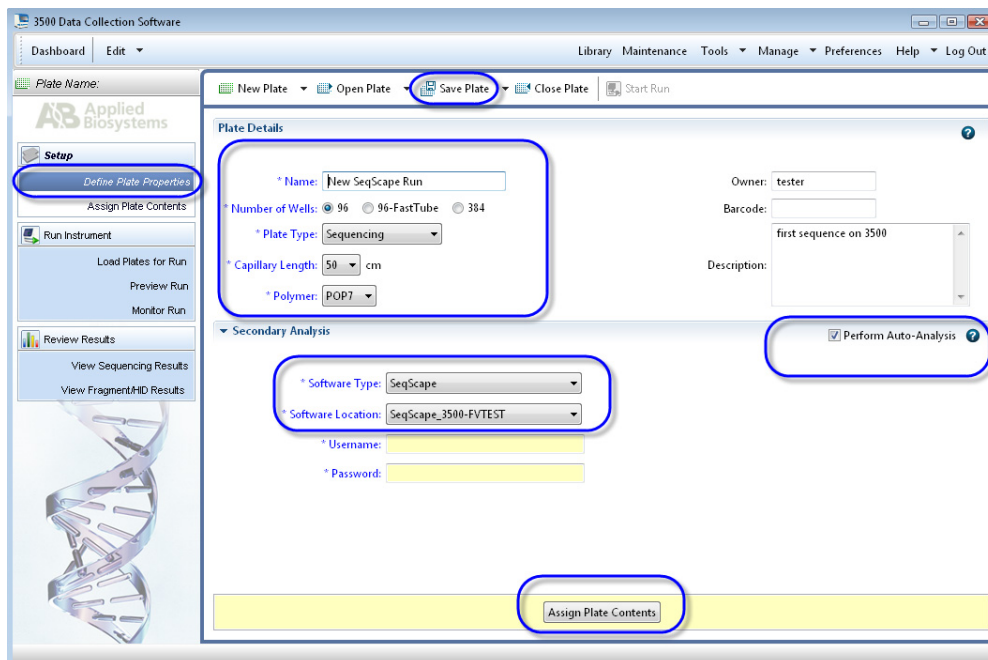 3500 Data Collection Software
Dashboard Edit Library Maintenance Tools Manage Preferences Help Log Out
Plate Name:
Applied
Biosystems
Setup
Define Plate Properties
Assign Plate Contents
Run Instrument
Load Plates for Run
Preview Run
Monitor Run
Review Results
View Sequencing Results
View Fragment/HID Results
New Plate Open Plate Save Plate Close Plate Start Run
Plate Details
* Name: New SeqScape Run
* Number of Wells: 96 96-FastTube 384
* Plate Type: Sequencing
* Capillary Length: 50 cm
* Polymer: POP7
Owner: tester
Barcode:
Description: first sequence on 3500
Secondary Analysis
Perform Auto-Analysis
* Software Type: SeqScape
* Software Location: SeqScape_3500-FVTEST
* Username:
* Password:
Assign Plate Contents